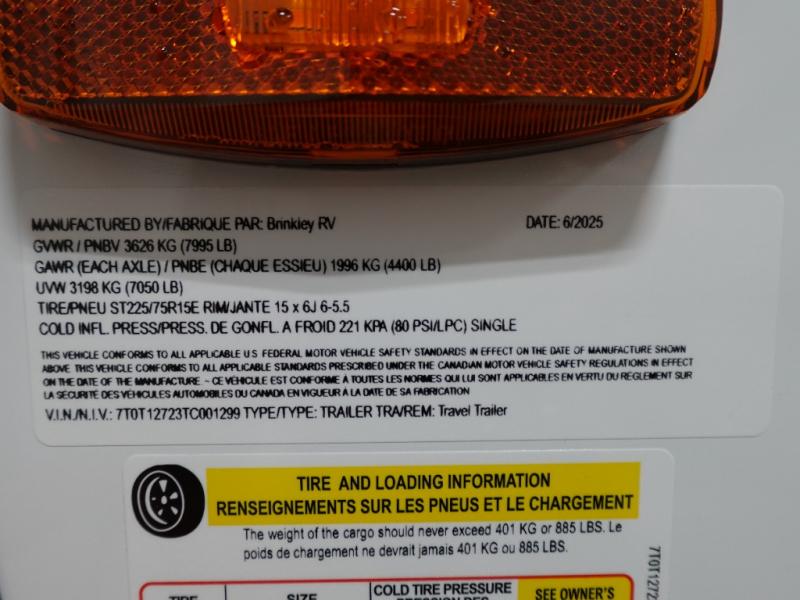 MANUFACTURED BY/FABRIQUE PAR: Brinkley RV DATE: 6/2025
GVWR / PNBV 3626 KG (7995 LB)
GAWR (EACH AXLE) / PNBE (CHAQUE ESSIEU) 1996 KG (4400 LB)
UVW 3198 KG (7050 LB)
TIRE/PNEU ST225/75R15E RIM/JANTE 15 x 6J 6-5.5
COLD INFL. PRESS/PRESS. DE GONFL. A FROID 221 KPA (80 PSI/LPC) SINGLE
THIS VEHICLE CONFORMS TO ALL APPLICABLE U.S. FEDERAL MOTOR VEHICLE SAFETY STANDARDS IN EFFECT ON THE DATE OF MANUFACTURE SHOWN
ABOVE. THIS VEHICLE CONFORMS TO ALL APPLICABLE STANDARDS PRESCRIBED UNDER THE CANADIAN MOTOR VEHICLE SAFETY REGULATIONS IN EFFECT
ON THE DATE OF THE MANUFACTURE - CE VEHICULE EST CONFORME À TOUTES LES NORMES QUI LUI SONT APPLICABLES EN VERTU DU REGLEMENT SUR
LA SÉCURITÉ DES VEHICULES AUTOMOBILES DU CANADA EN VIGUEUR À LA DATE DE SA FABRICATION
V.I.N./N.I.V.: 7T0T12723TC001299 TYPE/TYPE: TRAILER TRA/REM: Travel Trailer
TIRE AND LOADING INFORMATION
RENSEIGNEMENTS SUR LES PNEUS ET LE CHARGEMENT
The weight of the cargo should never exceed 401 KG or 885 LBS. Le
poids de chargement ne devrait jamais 401 KG ou 885 LBS.
7T0T1272
TIRE SIZE COLD TIRE PRESSURE SEE OWNER'S
PRESSION DES